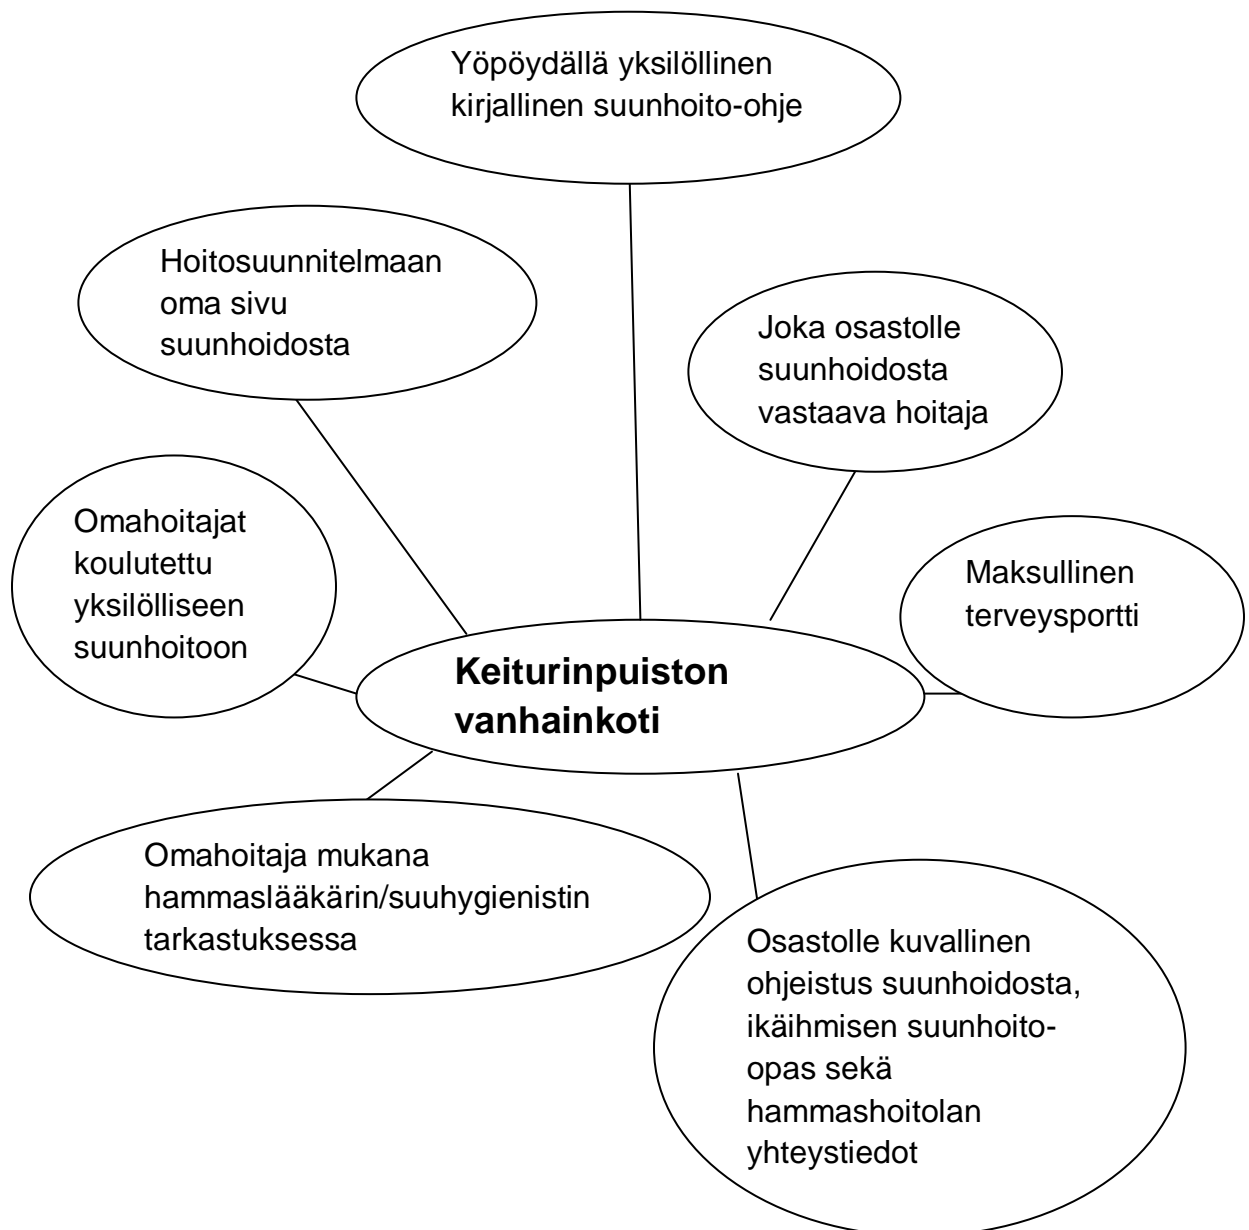 Yöpöydällä yksilöllinen
kirjallinen suunhoito-ohje
Hoitosuunnitelmaan
oma sivu
suunhoidosta
Joka osastolle
suunhoidosta
vastaava hoitaja
Omahoitajat
koulutettu
yksilölliseen
suunhoitoon
Maksullinen
terveysportti
Keiturinpuiston
vanhainkoti
Omahoitaja mukana
hammaslääkärin/suuhygienistin
tarkastuksessa
Osastolle kuvallinen
ohjeistus suunhoidosta,
ikäihmisen suunhoito-
opas sekä
hammashoitolan
yhteystiedot